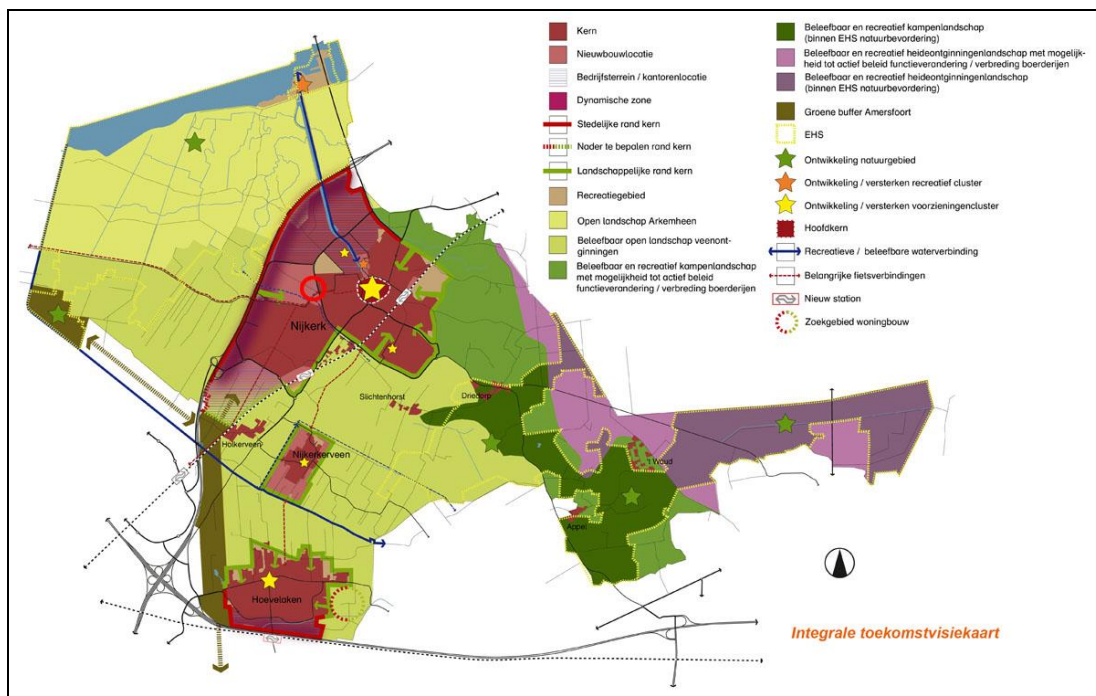 Kern
Nieuwbouwlocatie
Bedrijfsterrein / kantorenlocatie
Dynamische zone
Stedelijke rand kern
Nader te bepalen rand kern
Landschappelijke rand kern
Recreatiegebied
Open landschap Arkemheen
Beleefbaar open landschap veenont-
ginningen
Beleefbaar en recreatief kampenlandschap
met mogelijkheid tot actief beleid
functieverandering / verbreding boerderijen
Beleefbaar en recreatief kampenlandschap
(binnen EHS natuurbevordering)
Beleefbaar en recreatief heideontginningenlandschap met mogelijk-
heid tot actief beleid functieverandering / verbreding boerderijen
Beleefbaar en recreatief heideontginningenlandschap
(binnen EHS natuurbevordering)
Groene buffer Amersfoort
EHS
Ontwikkeling natuurgebied
Ontwikkeling / versterken recreatief cluster
Ontwikkeling / versterken voorzieningencluster
Hoofdkern
Recreatieve / beleefbare waterverbinding
Belangrijke fietsverbindingen
Nieuw station
Zoekgebied woningbouw
Nijkerk
Slichtenhorst
Driedorp
Holkerveen
Nijkerkerveen
't Woud
Appel
Hoevelaken
Integrale toekomstvisiekaart